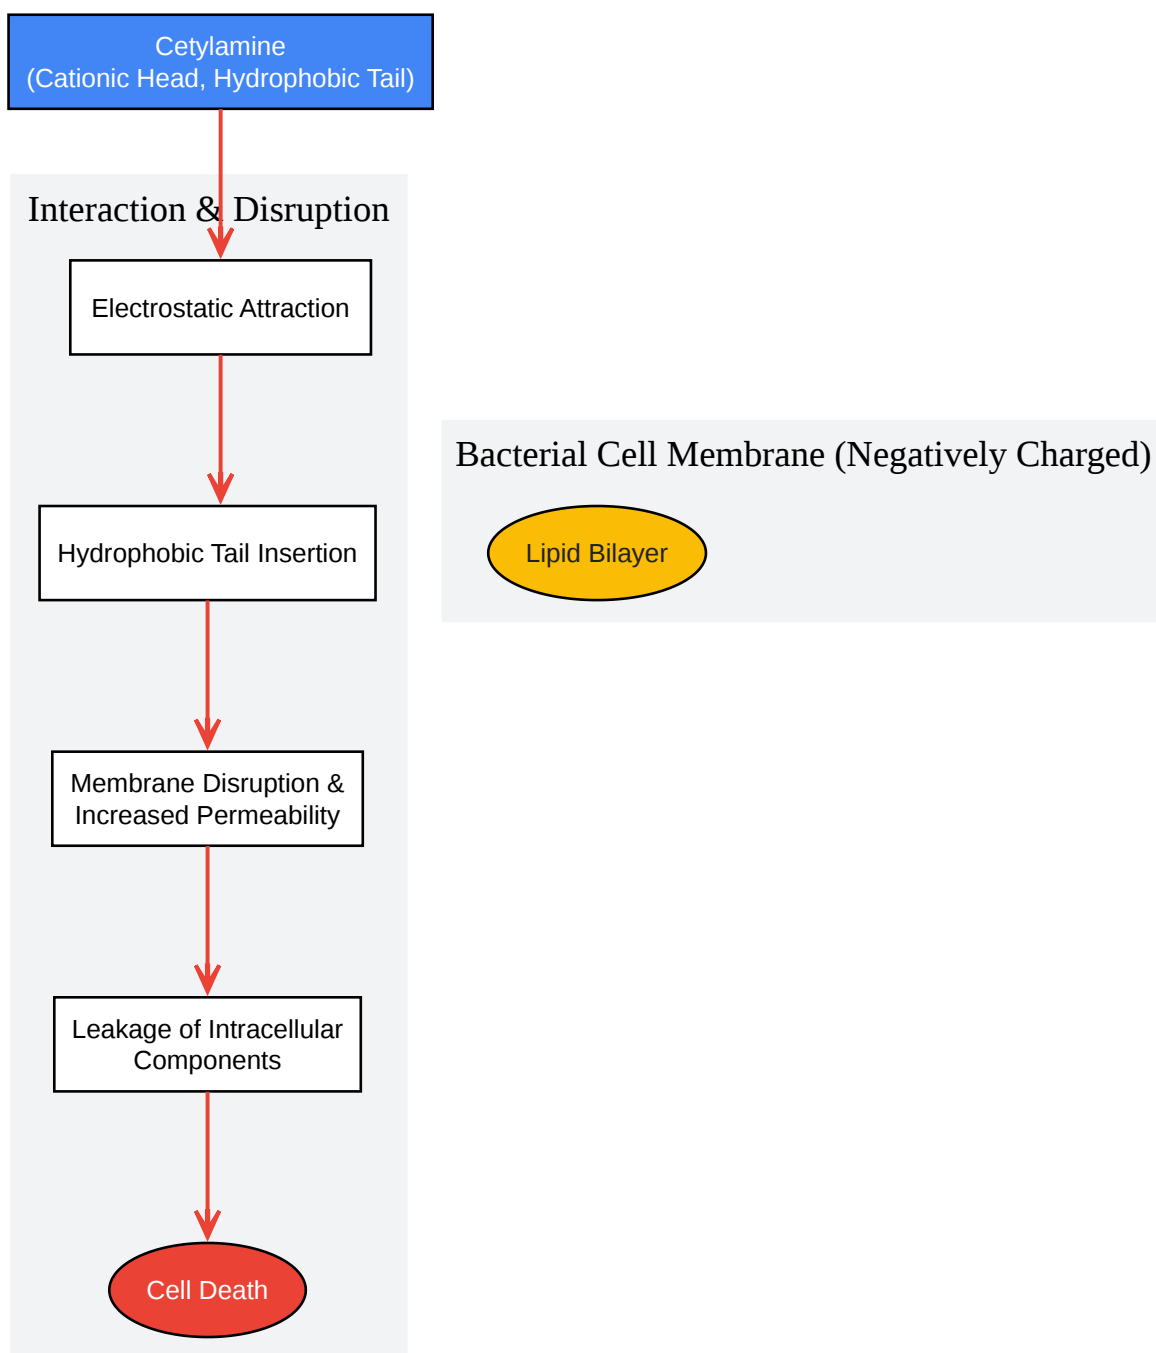 Cetylamine
(Cationic Head, Hydrophobic Tail)
Interaction & Disruption
Electrostatic Attraction
Bacterial Cell Membrane (Negatively Charged)
Hydrophobic Tail Insertion
Lipid Bilayer
Membrane Disruption &
Increased Permeability
Leakage of Intracellular
Components
Cell Death